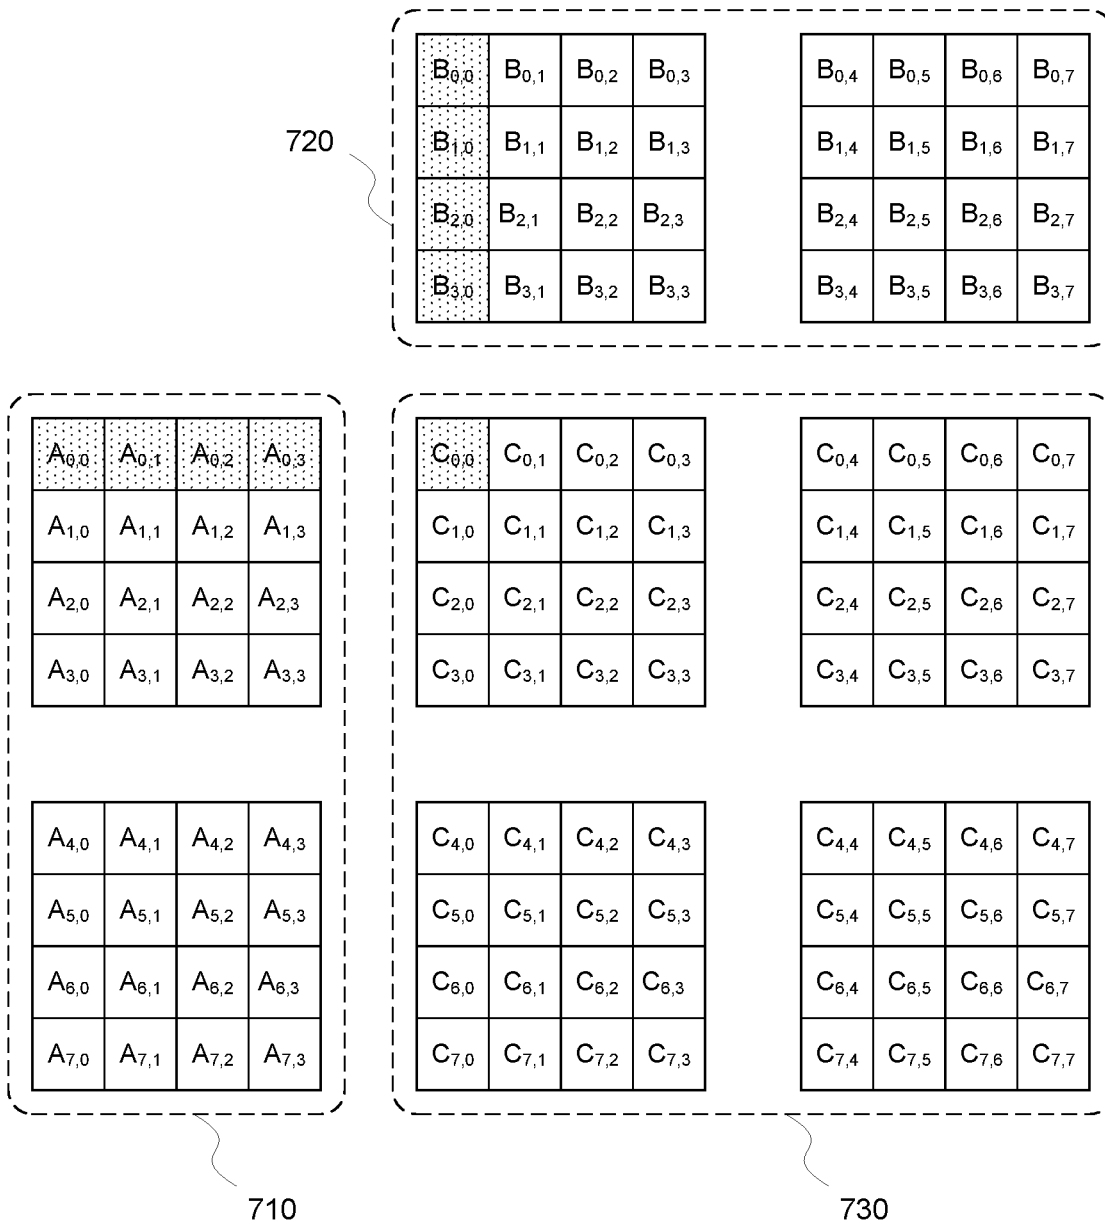 B0,0 B0,1 B0,2 B0,3 B0,4 B0,5 B0,6 B0,7
720
B1,0 B1,1 B1,2 B1,3 B1,4 B1,5 B1,6 B1,7
B2,0 B2,1 B2,2 B2,3 B2,4 B2,5 B2,6 B2,7
B3,0 B3,1 B3,2 B3,3 B3,4 B3,5 B3,6 B3,7
A0,0 A0,1 A0,2 A0,3 C0,0 C0,1 C0,2 C0,3 C0,4 C0,5 C0,6 C0,7
A1,0 A1,1 A1,2 A1,3 C1,0 C1,1 C1,2 C1,3 C1,4 C1,5 C1,6 C1,7
A2,0 A2,1 A2,2 A2,3 C2,0 C2,1 C2,2 C2,3 C2,4 C2,5 C2,6 C2,7
A3,0 A3,1 A3,2 A3,3 C3,0 C3,1 C3,2 C3,3 C3,4 C3,5 C3,6 C3,7
A4,0 A4,1 A4,2 A4,3 C4,0 C4,1 C4,2 C4,3 C4,4 C4,5 C4,6 C4,7
A5,0 A5,1 A5,2 A5,3 C5,0 C5,1 C5,2 C5,3 C5,4 C5,5 C5,6 C5,7
A6,0 A6,1 A6,2 A6,3 C6,0 C6,1 C6,2 C6,3 C6,4 C6,5 C6,6 C6,7
A7,0 A7,1 A7,2 A7,3 C7,0 C7,1 C7,2 C7,3 C7,4 C7,5 C7,6 C7,7
710 730